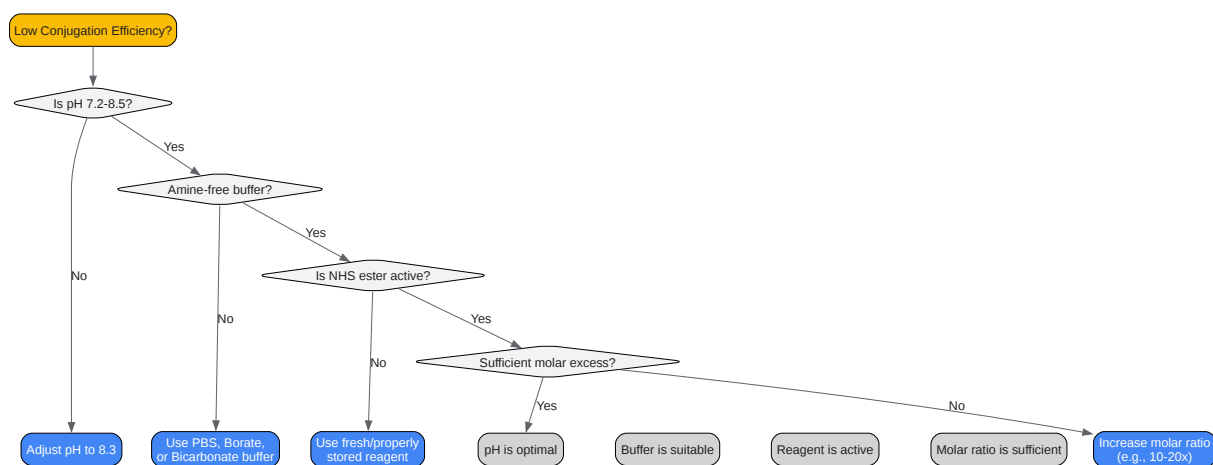 Low Conjugation Efficiency?
Is pH 7.2-8.5?
Yes
Amine-free buffer?
Yes
No
Is NHS ester active?
Yes
No
Sufficient molar excess?
No
Yes
No
Adjust pH to 8.3
Use PBS, Borate,
or Bicarbonate buffer
Use fresh/properly
stored reagent
pH is optimal
Buffer is suitable
Reagent is active
Molar ratio is sufficient
Increase molar ratio
(e.g., 10-20x)